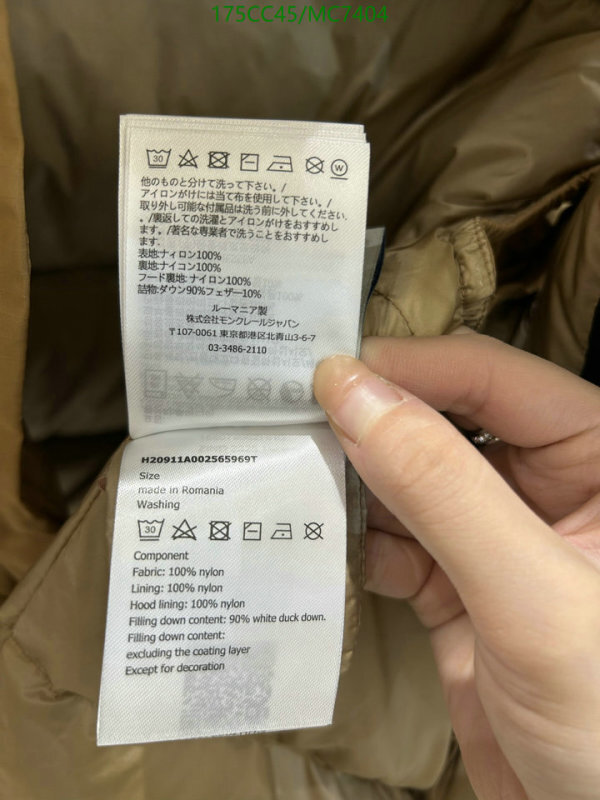 175CC45/MC7404
30
W
他のものと分けて洗って下さい。/
アイロンがけには当て布を使用して下さい。/
取り外し可能な付属品は洗う前に外してください.
。/裏返しての洗濯とアイロンがけをおすすめし
ます。/著名な専業者で洗うことをおすすめし
ます.
表地:ナィロン100%
裏地:ナイコン100%
フード裏地: ナイロン100%
詰物:ダウン90%フェザー10%
ルーマニア製
株式会社モンクレールジャパン
〒107-0061 東京都港区北青山3-6-7
03-3486-2110
H20911A002565969T
Size
made in Romania
Washing
30
Component
Fabric: 100% nylon
Lining: 100% nylon
Hood lining: 100% nylon
Filling down content: 90% white duck down.
Filling down content:
excluding the coating layer
Except for decoration